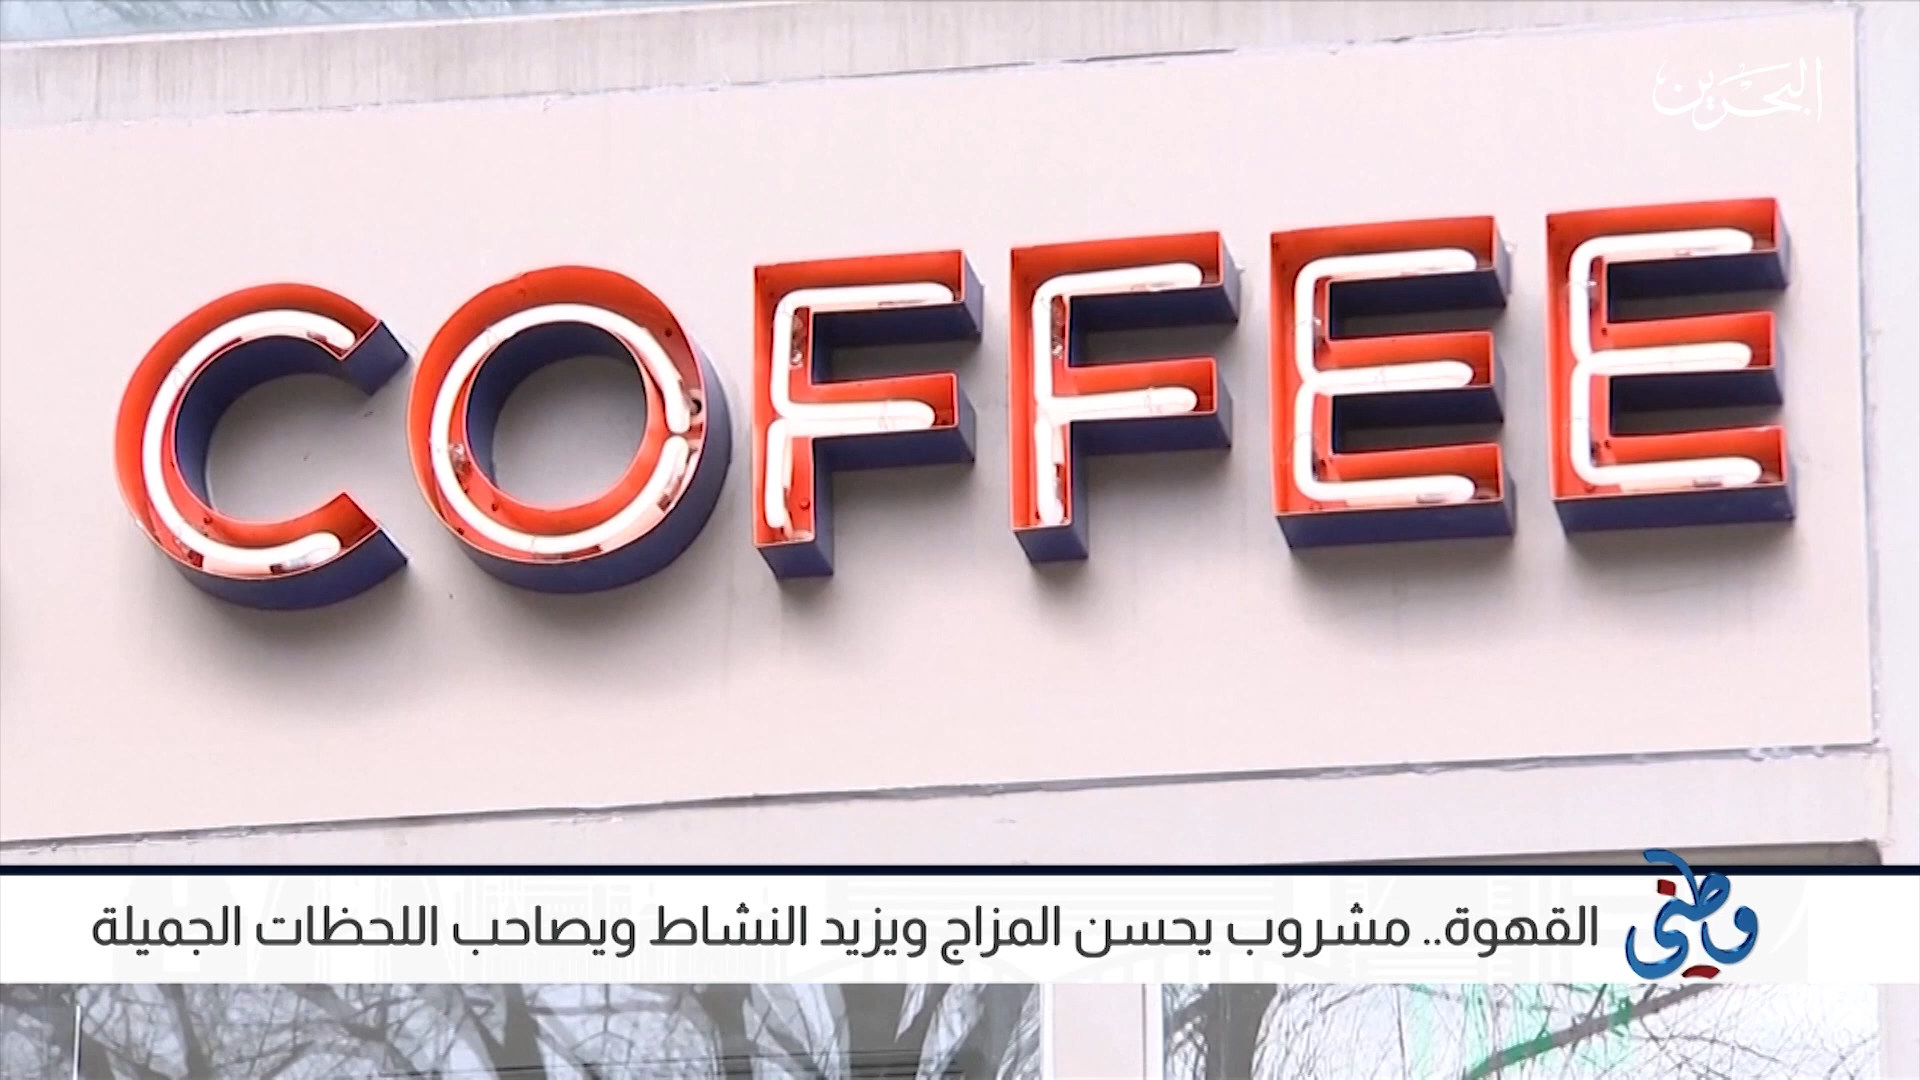 البحرين
COFFEE
وطني
القهوة.. مشروب يحسن المزاج ويزيد النشاط ويصاحب اللحظات الجميلة